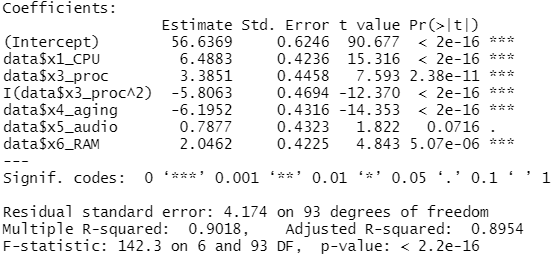 Coefficients:
Estimate Std. Error t value Pr(>|t|)
(Intercept) 56.6369 0.6246 90.677 < 2e-16 ***
data$x1_CPU 6.4883 0.4236 15.316 < 2e-16 ***
data$x3_proc 3.3851 0.4458 7.593 2.38e-11 ***
I(data$x3_proc^2) -5.8063 0.4694 -12.370 < 2e-16 ***
data$x4_aging -6.1952 0.4316 -14.353 < 2e-16 ***
data$x5_audio 0.7877 0.4323 1.822 0.0716 .
data$x6_RAM 2.0462 0.4225 4.843 5.07e-06 ***
---
Signif. codes: 0 ‘***’ 0.001 ‘**’ 0.01 ‘*’ 0.05 ‘.’ 0.1 ‘ ’ 1
Residual standard error: 4.174 on 93 degrees of freedom
Multiple R-squared: 0.9018, Adjusted R-squared: 0.8954
F-statistic: 142.3 on 6 and 93 DF, p-value: < 2.2e-16